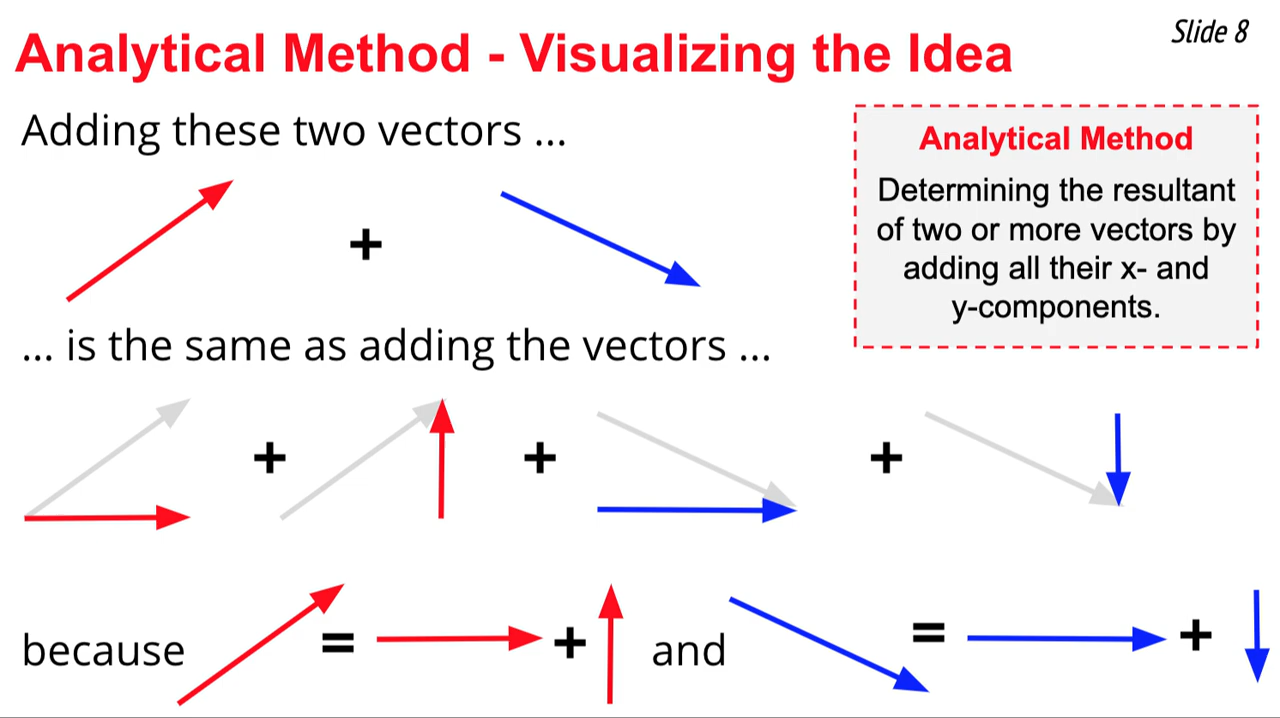 Slide 8
Analytical Method - Visualizing the Idea
Adding these two vectors ...
Analytical Method
Determining the resultant
of two or more vectors by
adding all their x- and
y-components.
+
... is the same as adding the vectors ...
+ + +
because = + and = +